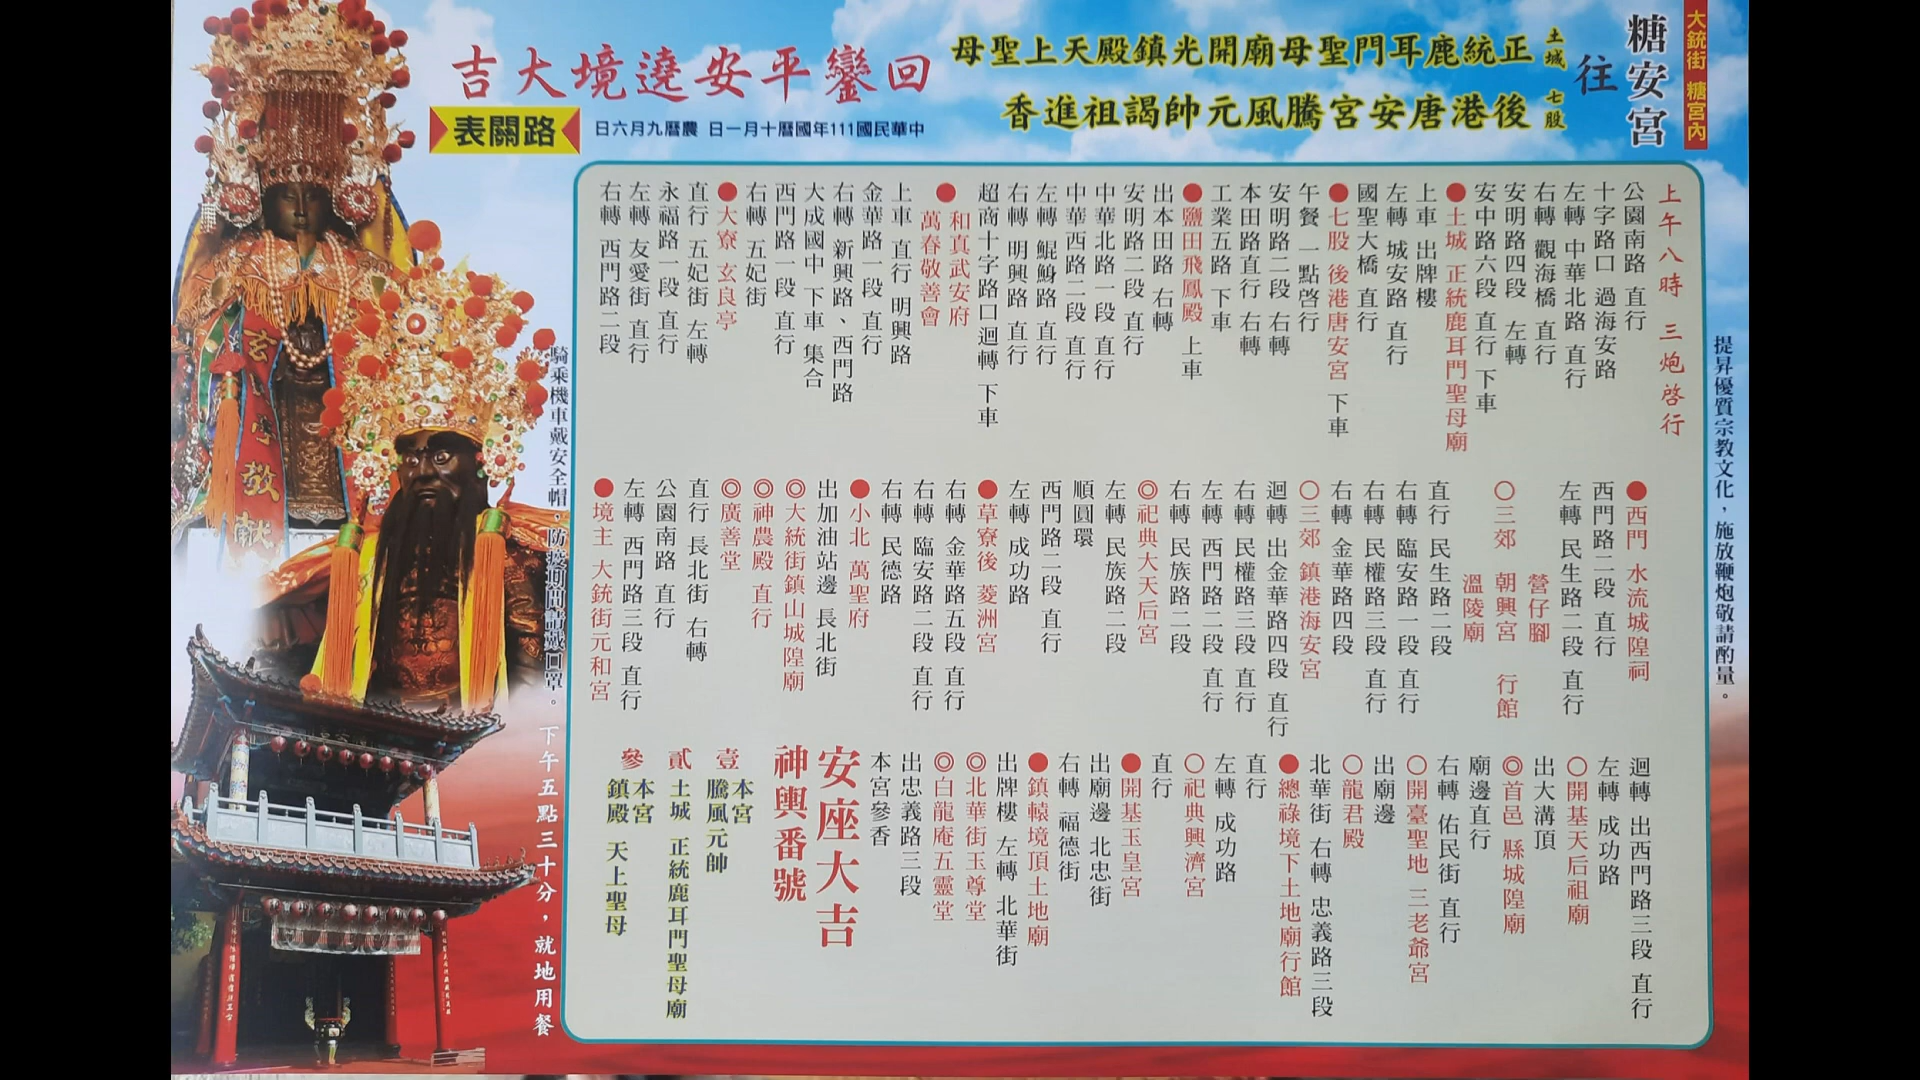 大銃街 糖宮內
糖安宮
往
土城 正統鹿耳門聖母廟開光鎮殿天上聖母
七股 後港唐安宮騰風元帥謁祖進香
回鑾平安遶境大吉
中華民國111年國曆十月一日 農曆九月六日
路關表
上午八時 三炮啓行
公園南路 直行
十字路口 過海安路
左轉 中華北路 直行
右轉 觀海橋 直行
安明路四段 左轉
安中路六段 直行 下車
●土城 正統鹿耳門聖母廟
上車 出牌樓
左轉 城安路 直行
國聖大橋 直行
●七股 後港唐安宮 下車
午餐 一點啓行
安明路二段 右轉
本田路直行 右轉
工業五路 下車
●鹽田飛鳳殿 上車
出本田路 右轉
安明路二段 直行
中華北路一段 直行
中華西路二段 直行
左轉 鯤鯓路 直行
右轉 明興路 直行
超商十字路口迴轉 下車
● 和真武安府
萬春敬善會
上車 直行 明興路
金華路一段 直行
右轉 新興路、西門路
大成國中 下車 集合
西門路一段 直行
右轉 五妃街
●大寮 玄良亭
直行 五妃街 左轉
永福路一段 直行
左轉 友愛街 直行
右轉 西門路二段
●西門 水流城隍祠
西門路二段 直行
左轉 民生路二段 直行
營仔腳
○三郊 朝興宮 行館
溫陵廟
直行 民生路二段
右轉 臨安路一段 直行
右轉 民權路三段 直行
右轉 金華路四段
○三郊 鎮港海安宮
迴轉 出金華路四段 直行
右轉 民權路三段 直行
左轉 西門路二段 直行
右轉 民族路二段
◎祀典大天后宮
左轉 民族路二段
順圓環
西門路二段 直行
左轉 成功路
●草寮後 菱洲宮
右轉 金華路五段 直行
右轉 臨安路二段 直行
右轉 民德路
●小北 萬聖府
出加油站邊 長北街
◎大統街鎮山城隍廟
◎神農殿 直行
◎廣善堂
直行 長北街 右轉
公園南路 直行
左轉 西門路三段 直行
●境主 大銃街元和宮
迴轉 出西門路三段 直行
左轉 成功路
○開基天后祖廟
出大溝頂
◎首邑 縣城隍廟
廟邊直行
右轉 佑民街 直行
○開臺聖地 三老爺宮
出廟邊
○龍君殿
北華街 右轉 忠義路三段
●總祿境下土地廟行館
直行
左轉 成功路
○祀典興濟宮
直行
●開基玉皇宮
出廟邊 北忠街
右轉 福德街
●鎮轅境頂土地廟
出牌樓 左轉 北華街
◎北華街玉尊堂
◎白龍庵五靈堂
出忠義路三段
本宮參香
安座大吉
神輿番號
壹 本宮 騰風元帥
貳 土城 正統鹿耳門聖母廟
參 本宮 鎮殿 天上聖母
提昇優質宗教文化，施放鞭炮敬請酌量。
騎乘機車戴安全帽，防疫期間請戴口罩。
下午五點三十分，就地用餐
玄
敬獻